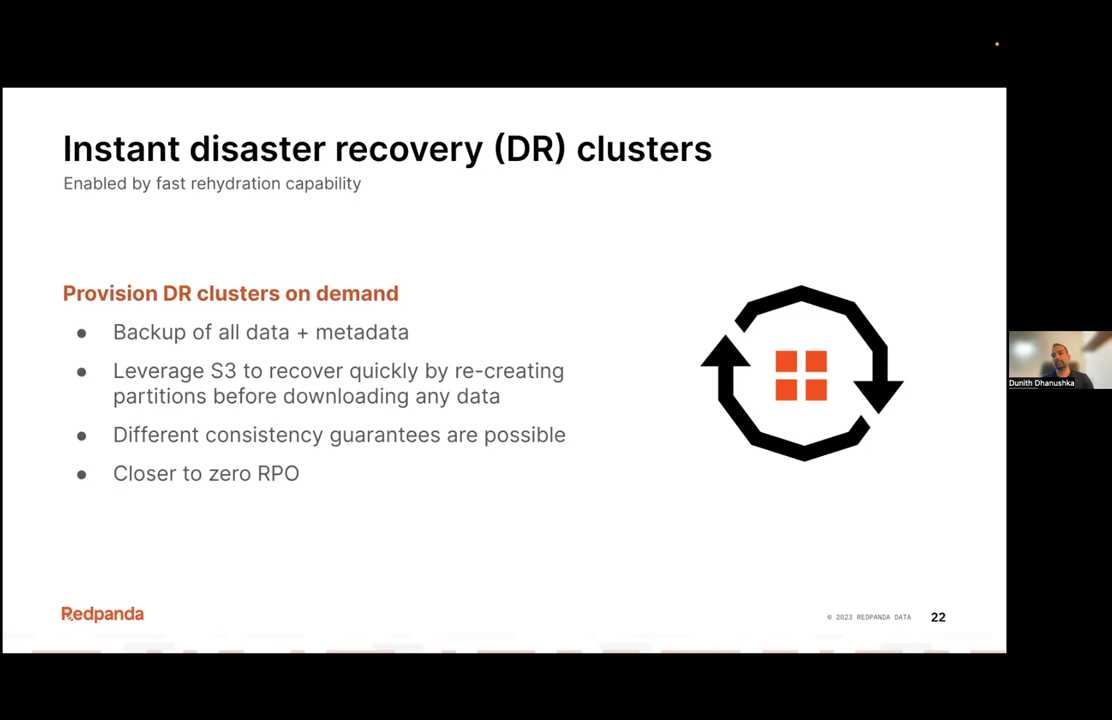 Instant disaster recovery (DR) clusters
Enabled by fast rehydration capability
Provision DR clusters on demand
● Backup of all data + metadata
● Leverage S3 to recover quickly by re-creating
partitions before downloading any data
● Different consistency guarantees are possible
● Closer to zero RPO
Redpanda
© 2023 REDPANDA DATA 22
Dunith Dhanushka